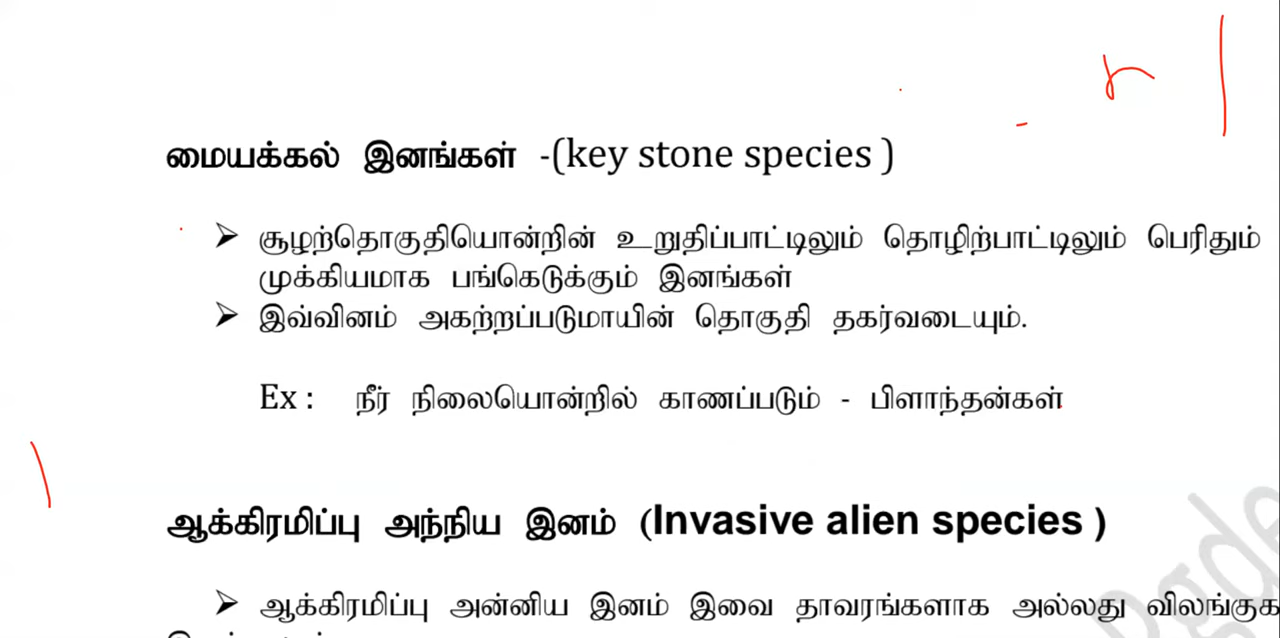 மையக்கல் இனங்கள் -(key stone species )
➢ சூழற்தொகுதியொன்றின் உறுதிப்பாட்டிலும் தொழிற்பாட்டிலும் பெரிதும்
முக்கியமாக பங்கெடுக்கும் இனங்கள்
➢ இவ்வினம் அகற்றப்படுமாயின் தொகுதி தகர்வடையும்.
Ex : நீர் நிலையொன்றில் காணப்படும் - பிளாந்தன்கள்
ஆக்கிரமிப்பு அந்நிய இனம் (Invasive alien species )
➢ ஆக்கிரமிப்பு அன்னிய இனம் இவை தாவரங்களாக அல்லது